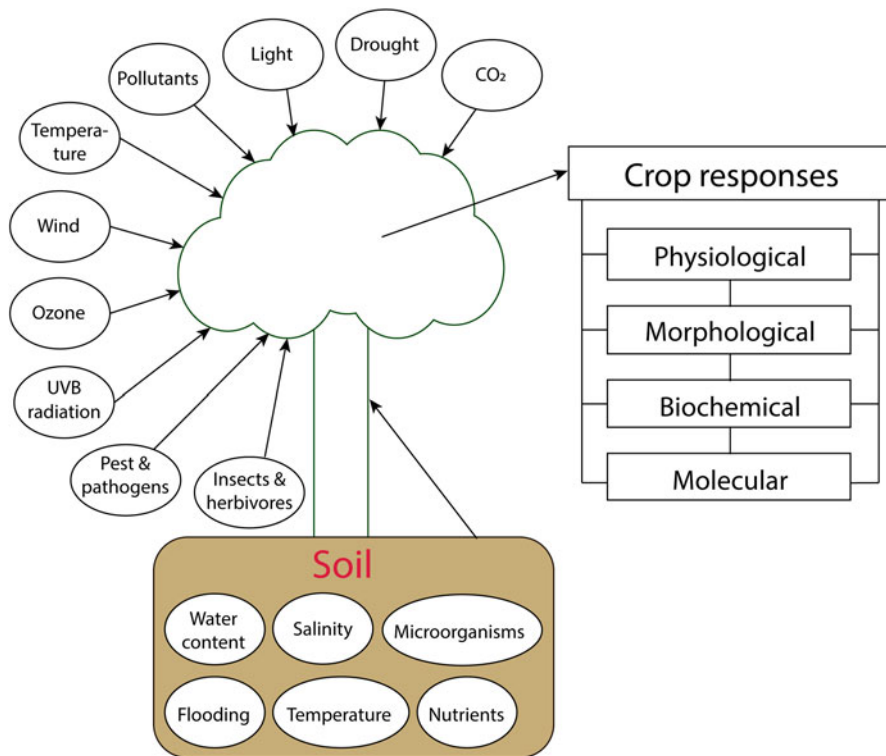 Drought
Light
CO₂
Pollutants
Tempera-
ture
Crop responses
Wind
Physiological
Ozone
Morphological
UVB
radiation
Biochemical
Pest &
pathogens
Insects &
herbivores
Molecular
Soil
Water
content
Salinity
Microorganisms
Flooding
Temperature
Nutrients